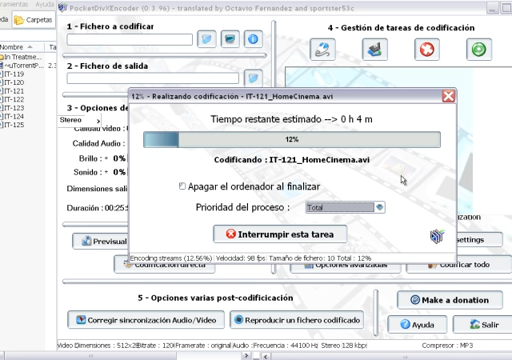 ramientas Ayuda
Carpetas
Nombre
In Treatme...
~uTorrentP...
IT-119
IT-120
IT-121
IT-122
IT-123
IT-124
IT-125
PocketDivXEncoder (0.3.96) - translated by Octavio Fernandez and sportster53c
1 - Fichero a codificar
2 - Fichero de salida
3 - Opciones de
Stereo
Calidad video :
Calidad Audio :
Brillo : 0%
Sonido : 0%
Dimensiones sali
Duración : 00:25:
Previsual
Codificación directa
4 - Gestión de tareas de codificación
12% - Realizando codificación - IT-121_HomeCinema.avi
Tiempo restante estimado --> 0 h 4 m
12%
Codificando : IT-121_HomeCinema.avi
Apagar el ordenador al finalizar
Prioridad del proceso :
Total
Interrumpir esta tarea
Encoding streams (12.56%) Velocidad: 98 fps Tamaño de fichero: 10 Total : 12%
settings
Opciones avanzadas
Codificar todo
5 - Opciones varias post-codificicación
Corregir sincronización Audio/Video
Reproducir un fichero codificado
Make a donation
Ayuda
Salir
Video Dimensiones : 512x
Bitrate : 120
Framerate : original
Audio :
Frecuencia : 44100 Hz Stereo 128 kbps
Compresor : MP3